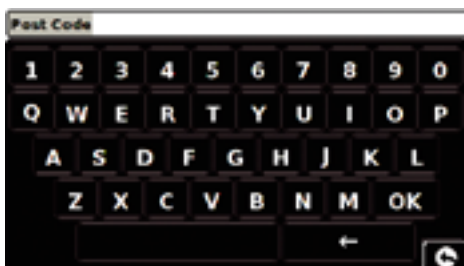 Post Code
1 2 3 4 5 6 7 8 9 0
Q W E R T Y U I O P
A S D F G H J K L
Z X C V B N M OK
←